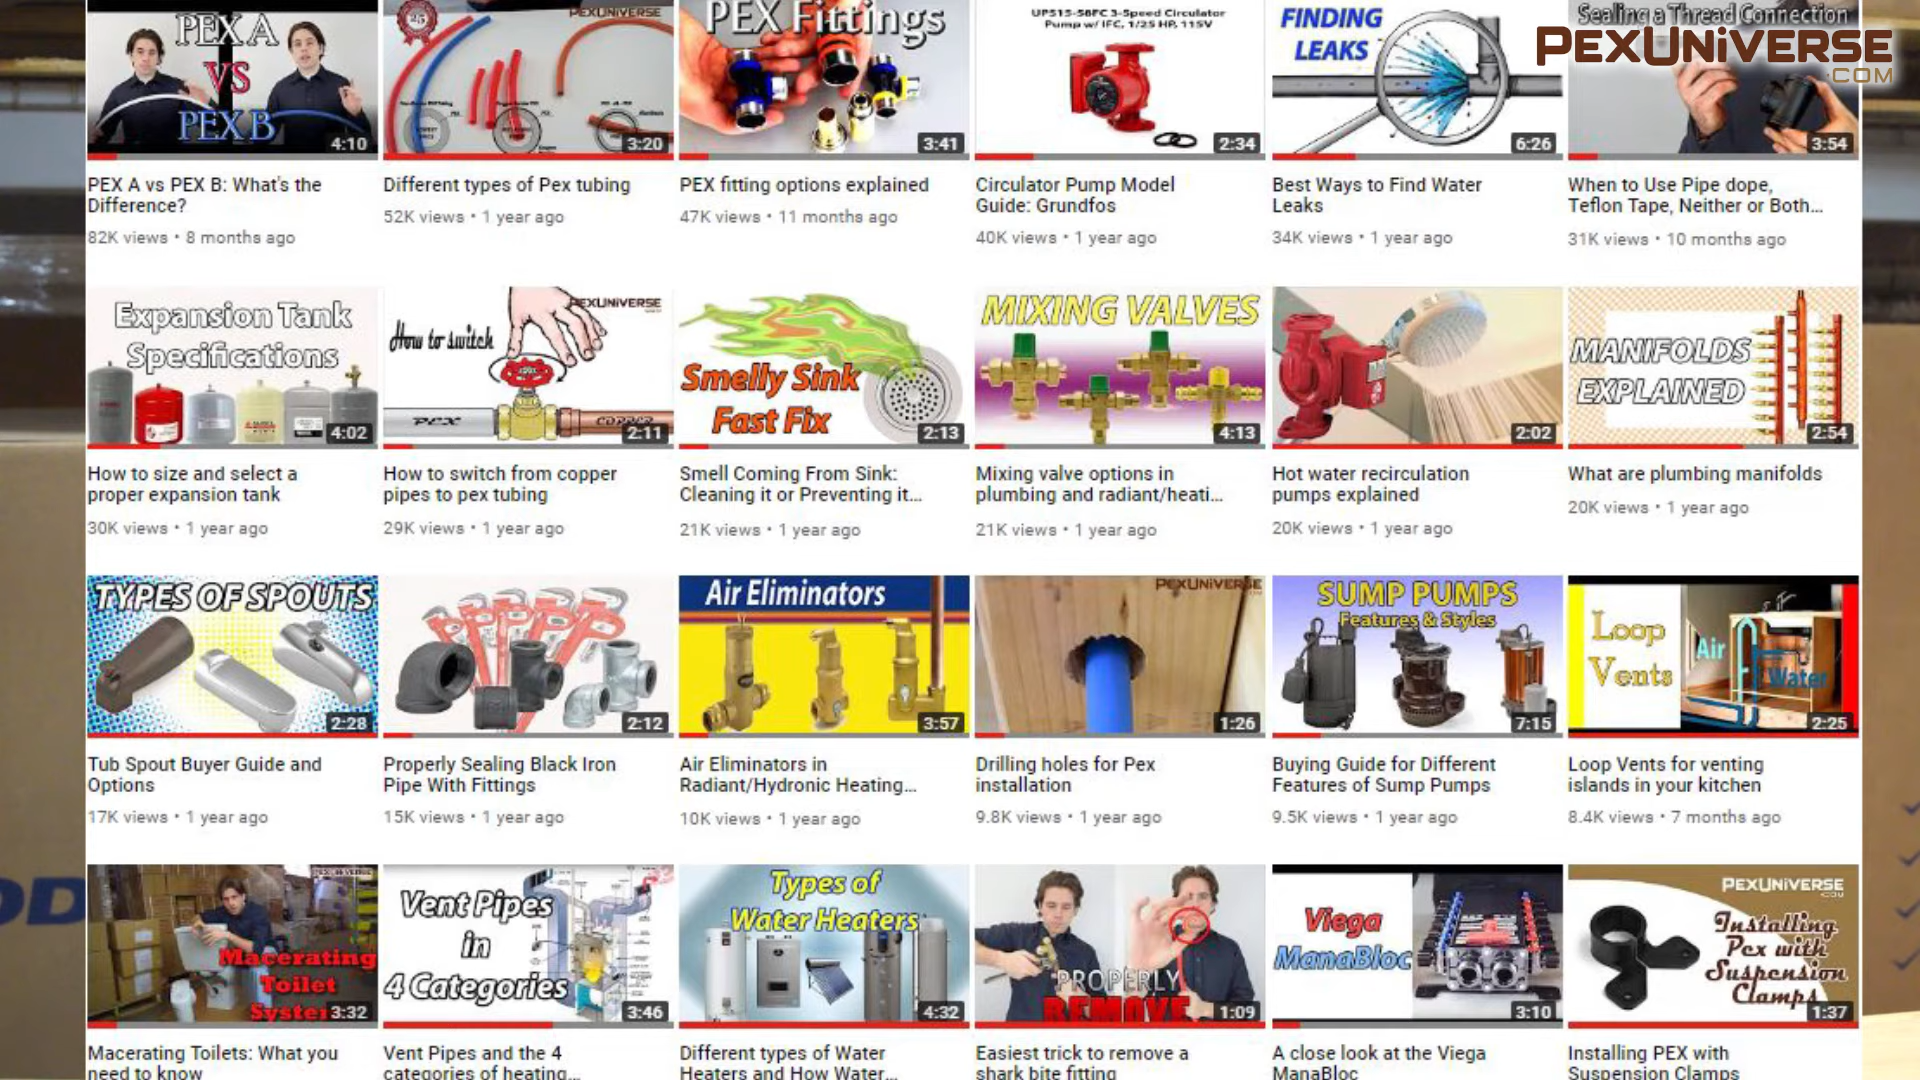 PEX A
VS
PEX B
4:10
PEXUNIVERSE
3:20
PEX Fittings
3:41
UPS15-58FC 3-Speed Circulator
Pump w/ IFC, 1/25 HP, 115V
2:34
FINDING
LEAKS
6:26
Sealing a Thread Connection
PEXUNiVERSE
.COM
3:54
PEX A vs PEX B: What's the
Difference?
82K views • 8 months ago
Different types of Pex tubing
52K views • 1 year ago
PEX fitting options explained
47K views • 11 months ago
Circulator Pump Model
Guide: Grundfos
40K views • 1 year ago
Best Ways to Find Water
Leaks
34K views • 1 year ago
When to Use Pipe dope,
Teflon Tape, Neither or Both...
31K views • 10 months ago
Expansion Tank
Specifications
4:02
PEXUNiVERSE
How to switch
PEX
COPPER
2:11
Smelly Sink
Fast Fix
2:13
MIXING VALVES
4:13
2:02
MANIFOLDS
EXPLAINED
2:54
How to size and select a
proper expansion tank
30K views • 1 year ago
How to switch from copper
pipes to pex tubing
29K views • 1 year ago
Smell Coming From Sink:
Cleaning it or Preventing it...
21K views • 1 year ago
Mixing valve options in
plumbing and radiant/heati...
21K views • 1 year ago
Hot water recirculation
pumps explained
20K views • 1 year ago
What are plumbing manifolds
20K views • 1 year ago
TYPES OF SPOUTS
2:28
2:12
Air Eliminators
3:57
PEXUNiVERSE
1:26
SUMP PUMPS
Features & Styles
7:15
Loop
Vents
Air
Water
2:25
Tub Spout Buyer Guide and
Options
17K views • 1 year ago
Properly Sealing Black Iron
Pipe With Fittings
15K views • 1 year ago
Air Eliminators in
Radiant/Hydronic Heating...
10K views • 1 year ago
Drilling holes for Pex
installation
9.8K views • 1 year ago
Buying Guide for Different
Features of Sump Pumps
9.5K views • 1 year ago
Loop Vents for venting
islands in your kitchen
8.4K views • 7 months ago
PEXUNiVERSE
Macerating
Toilet
3:32
Vent Pipes
in
4 Categories
3:46
Types of
Water Heaters
4:32
PROPERLY
REMOVE
1:09
Viega
ManaBloc
3:10
PEXUNiVERSE
.COM
Installing
Pex with
Suspension
Clamps
1:37
Macerating Toilets: What you
need to know
Vent Pipes and the 4
categories of heating...
Different types of Water
Heaters and How Water...
Easiest trick to remove a
shark bite fitting
A close look at the Viega
ManaBloc
Installing PEX with
Suspension Clamps